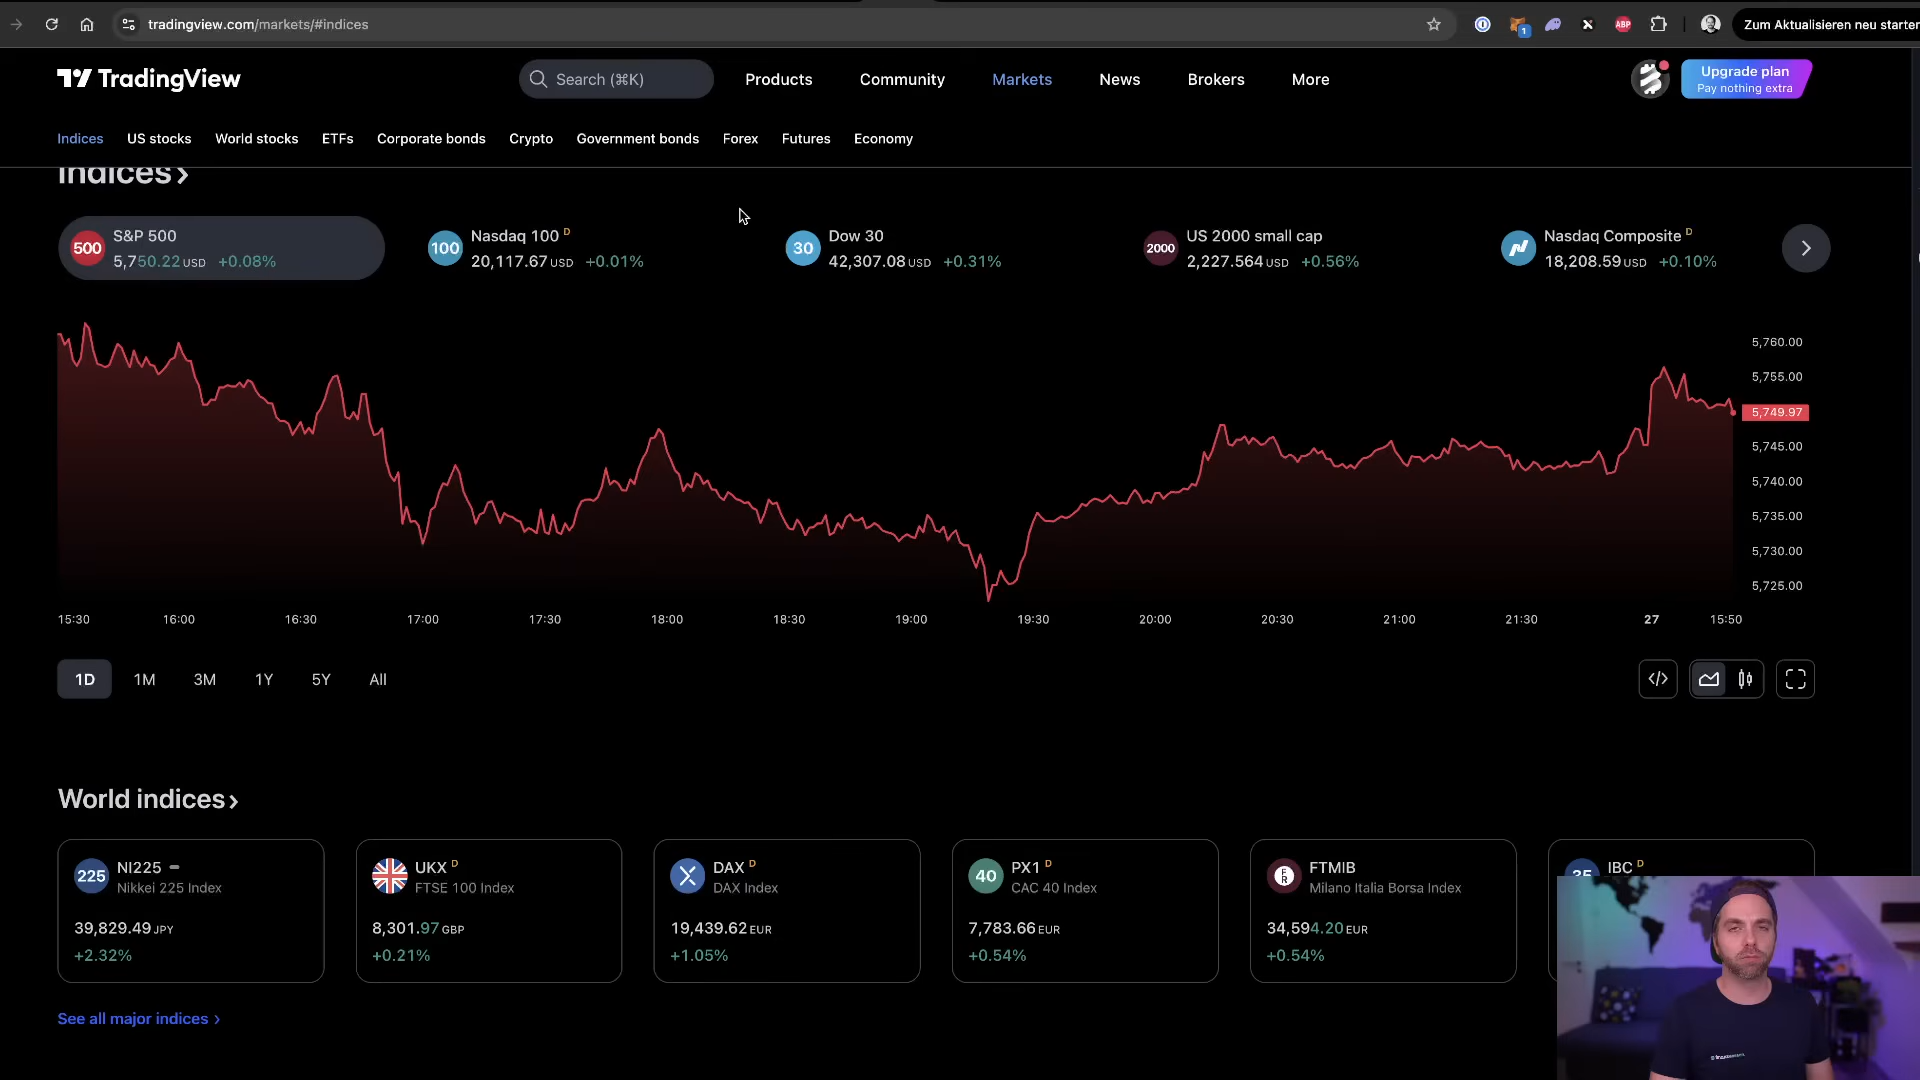 tradingview.com/markets/#indices
1
ABP
Zum Aktualisieren neu starten
TradingView
Search (⌘K)
Products
Community
Markets
News
Brokers
More
Upgrade plan
Pay nothing extra
Indices
US stocks
World stocks
ETFs
Corporate bonds
Crypto
Government bonds
Forex
Futures
Economy
Indices ›
500
S&P 500
5,750.22 USD +0.08%
100
Nasdaq 100 D
20,117.67 USD +0.01%
30
Dow 30
42,307.08 USD +0.31%
2000
US 2000 small cap
2,227.564 USD +0.56%
Nasdaq Composite D
18,208.59 USD +0.10%
5,760.00
5,755.00
5,749.97
5,745.00
5,740.00
5,735.00
5,730.00
5,725.00
15:30
16:00
16:30
17:00
17:30
18:00
18:30
19:00
19:30
20:00
20:30
21:00
21:30
27
15:50
1D
1M
3M
1Y
5Y
All
World indices ›
225
NI225
Nikkei 225 Index
39,829.49 JPY
+2.32%
UKX D
FTSE 100 Index
8,301.97 GBP
+0.21%
DAX D
DAX Index
19,439.62 EUR
+1.05%
40
PX1 D
CAC 40 Index
7,783.66 EUR
+0.54%
FTMIB
Milano Italia Borsa Index
34,594.20 EUR
+0.54%
35
IBC D
See all major indices ›